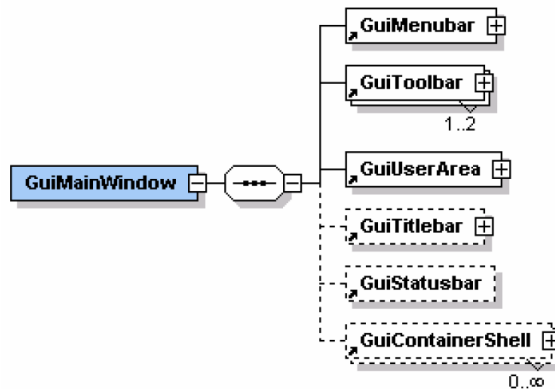 GuiMenubar
GuiToolbar
1..2
GuiMainWindow
GuiUserArea
GuiTitlebar
GuiStatusbar
GuiContainerShell
0..∞